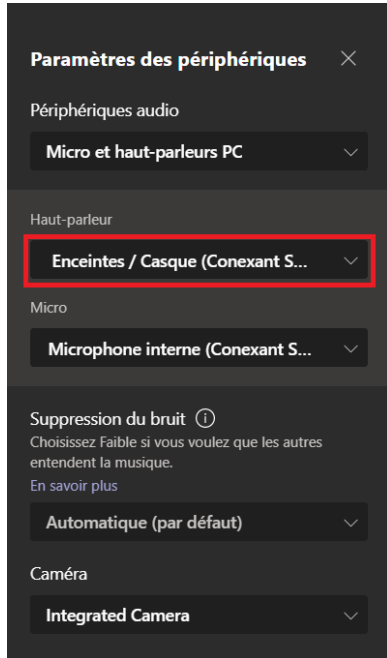 Paramètres des périphériques
Périphériques audio
Micro et haut-parleurs PC
Haut-parleur
Enceintes / Casque (Conexant S...
Micro
Microphone interne (Conexant S...
Suppression du bruit
Choisissez Faible si vous voulez que les autres
entendent la musique.
En savoir plus
Automatique (par défaut)
Caméra
Integrated Camera